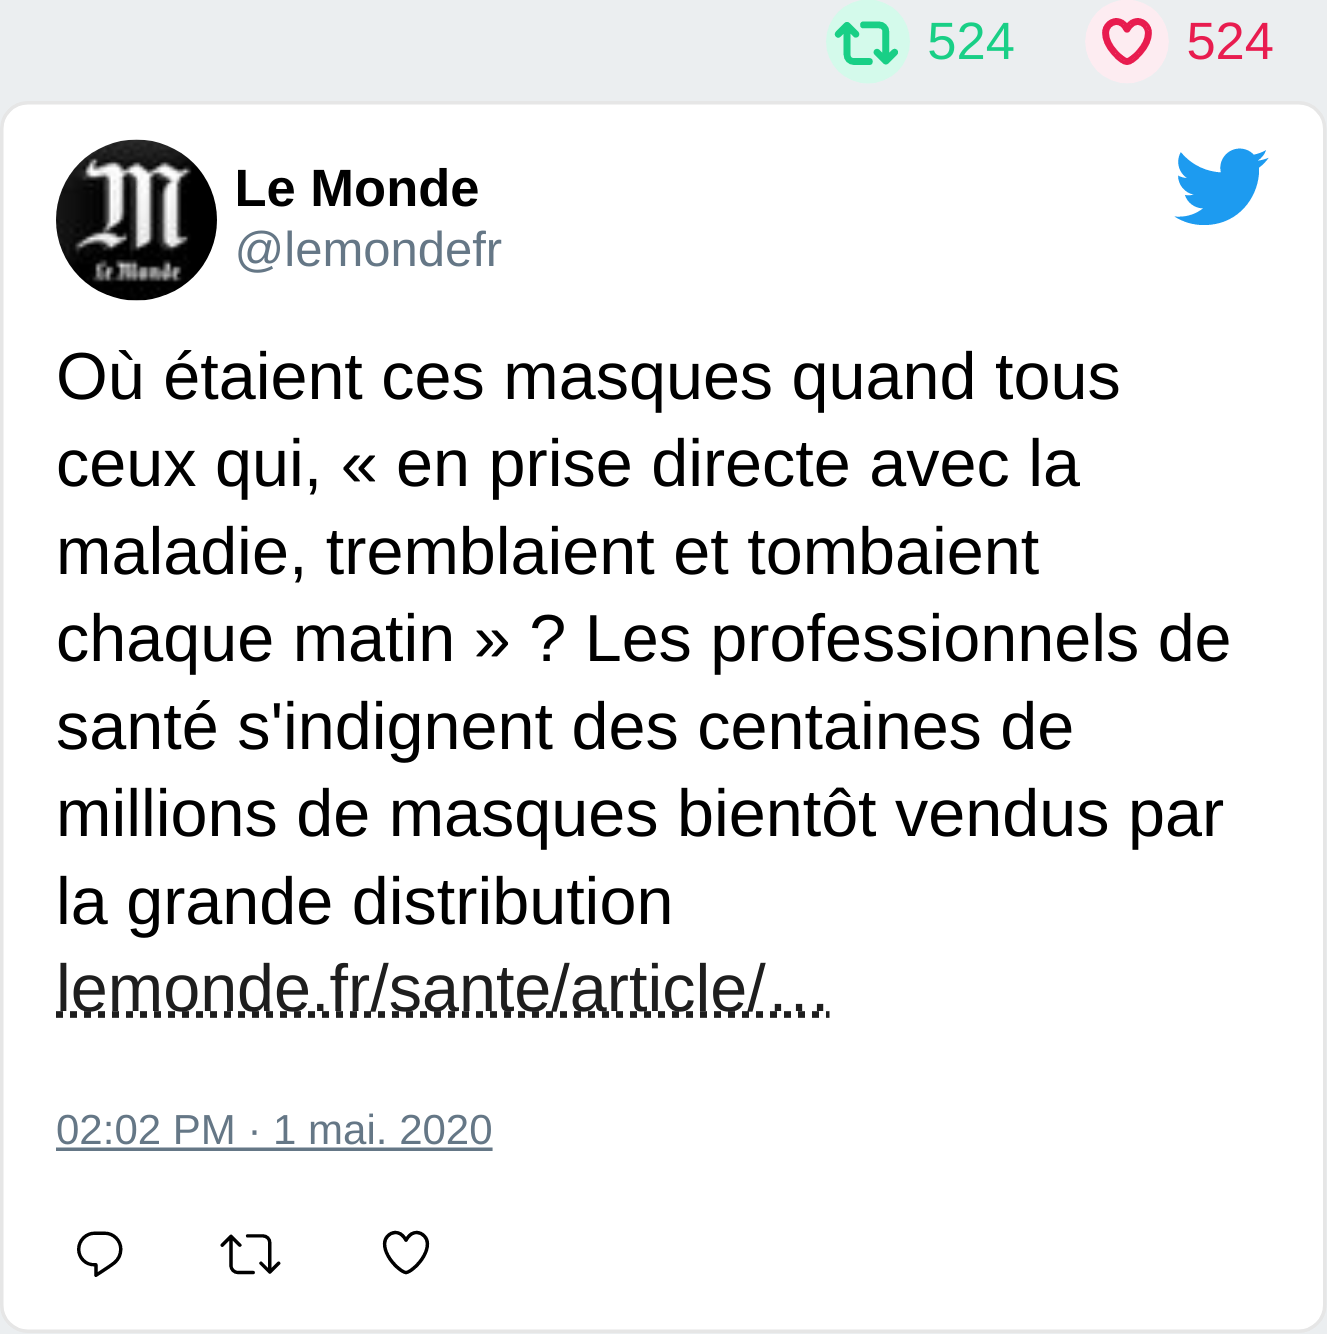 524 524
Le Monde
@lemondefr
Le Monde
Où étaient ces masques quand tous
ceux qui, « en prise directe avec la
maladie, tremblaient et tombaient
chaque matin » ? Les professionnels de
santé s'indignent des centaines de
millions de masques bientôt vendus par
la grande distribution
lemonde.fr/sante/article/…
02:02 PM · 1 mai. 2020